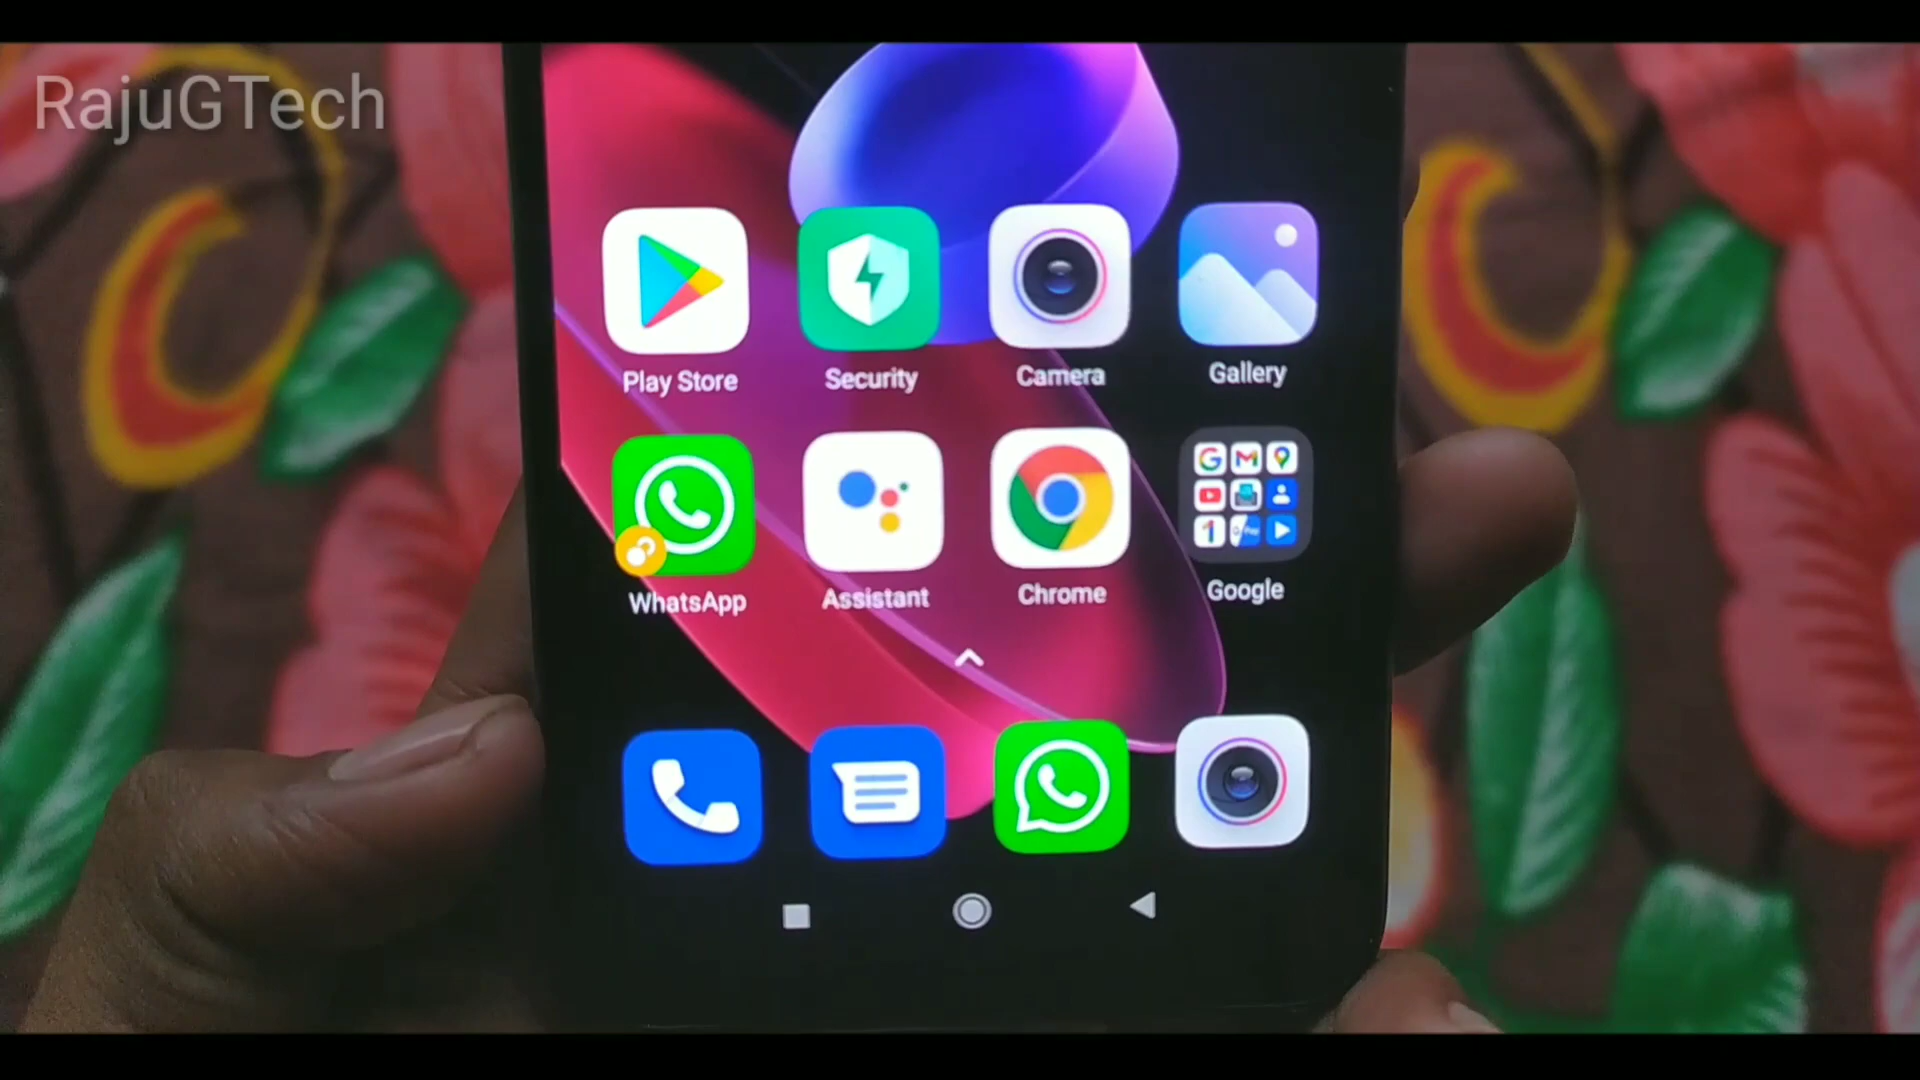 RajuGTech
Play Store
Security
Camera
Gallery
WhatsApp
Assistant
Chrome
Google